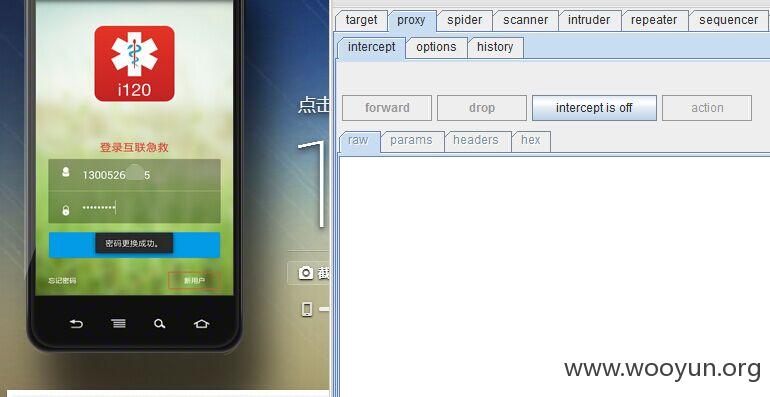 i120
登录互联急救
1300526 5
•••••••••
密码更换成功。
忘记密码
新用户
点击
1
截
target proxy spider scanner intruder repeater sequencer
intercept options history
forward drop intercept is off action
raw params headers hex
www.wooyun.org